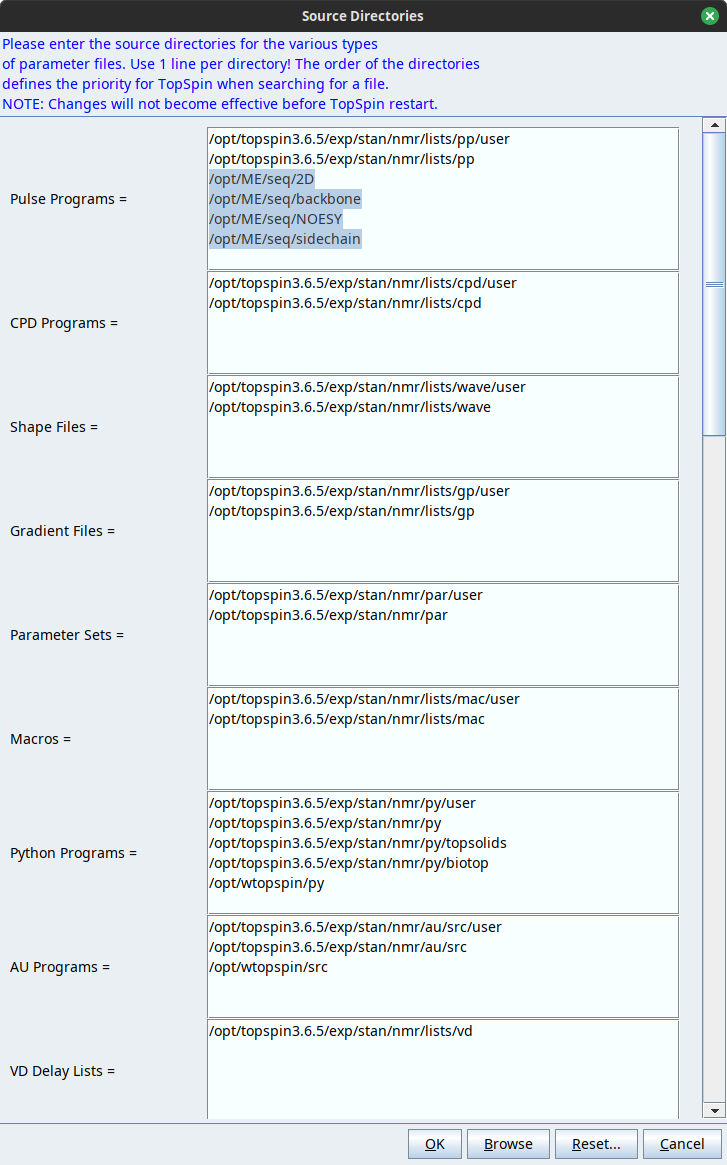 Source Directories
Please enter the source directories for the various types
of parameter files. Use 1 line per directory! The order of the directories
defines the priority for TopSpin when searching for a file.
NOTE: Changes will not become effective before TopSpin restart.
Pulse Programs =
/opt/topspin3.6.5/exp/stan/nmr/lists/pp/user
/opt/topspin3.6.5/exp/stan/nmr/lists/pp
/opt/ME/seq/2D
/opt/ME/seq/backbone
/opt/ME/seq/NOESY
/opt/ME/seq/sidechain
CPD Programs =
/opt/topspin3.6.5/exp/stan/nmr/lists/cpd/user
/opt/topspin3.6.5/exp/stan/nmr/lists/cpd
Shape Files =
/opt/topspin3.6.5/exp/stan/nmr/lists/wave/user
/opt/topspin3.6.5/exp/stan/nmr/lists/wave
Gradient Files =
/opt/topspin3.6.5/exp/stan/nmr/lists/gp/user
/opt/topspin3.6.5/exp/stan/nmr/lists/gp
Parameter Sets =
/opt/topspin3.6.5/exp/stan/nmr/par/user
/opt/topspin3.6.5/exp/stan/nmr/par
Macros =
/opt/topspin3.6.5/exp/stan/nmr/lists/mac/user
/opt/topspin3.6.5/exp/stan/nmr/lists/mac
Python Programs =
/opt/topspin3.6.5/exp/stan/nmr/py/user
/opt/topspin3.6.5/exp/stan/nmr/py
/opt/topspin3.6.5/exp/stan/nmr/py/topsolids
/opt/topspin3.6.5/exp/stan/nmr/py/biotop
/opt/wtopspin/py
AU Programs =
/opt/topspin3.6.5/exp/stan/nmr/au/src/user
/opt/topspin3.6.5/exp/stan/nmr/au/src
/opt/wtopspin/src
VD Delay Lists =
/opt/topspin3.6.5/exp/stan/nmr/lists/vd
OK
Browse
Reset...
Cancel